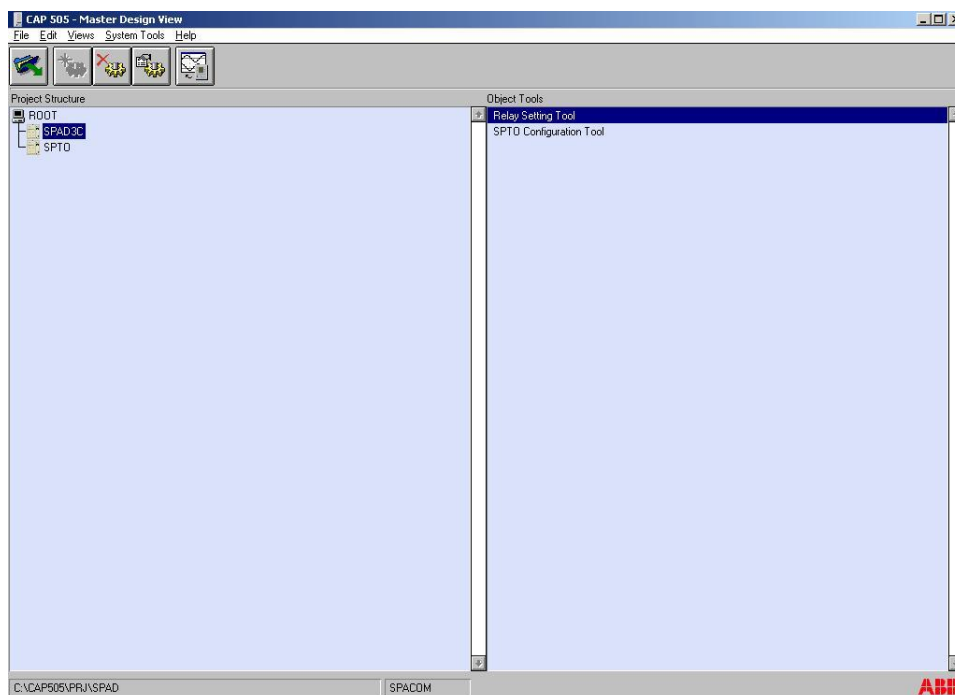 CAP 505 - Master Design View
File Edit Views System Tools Help
Project Structure
Object Tools
ROOT
SPAD3C
SPTO
Relay Setting Tool
SPTO Configuration Tool
C:\CAP505\PRJ\SPAD
SPACOM
ABB